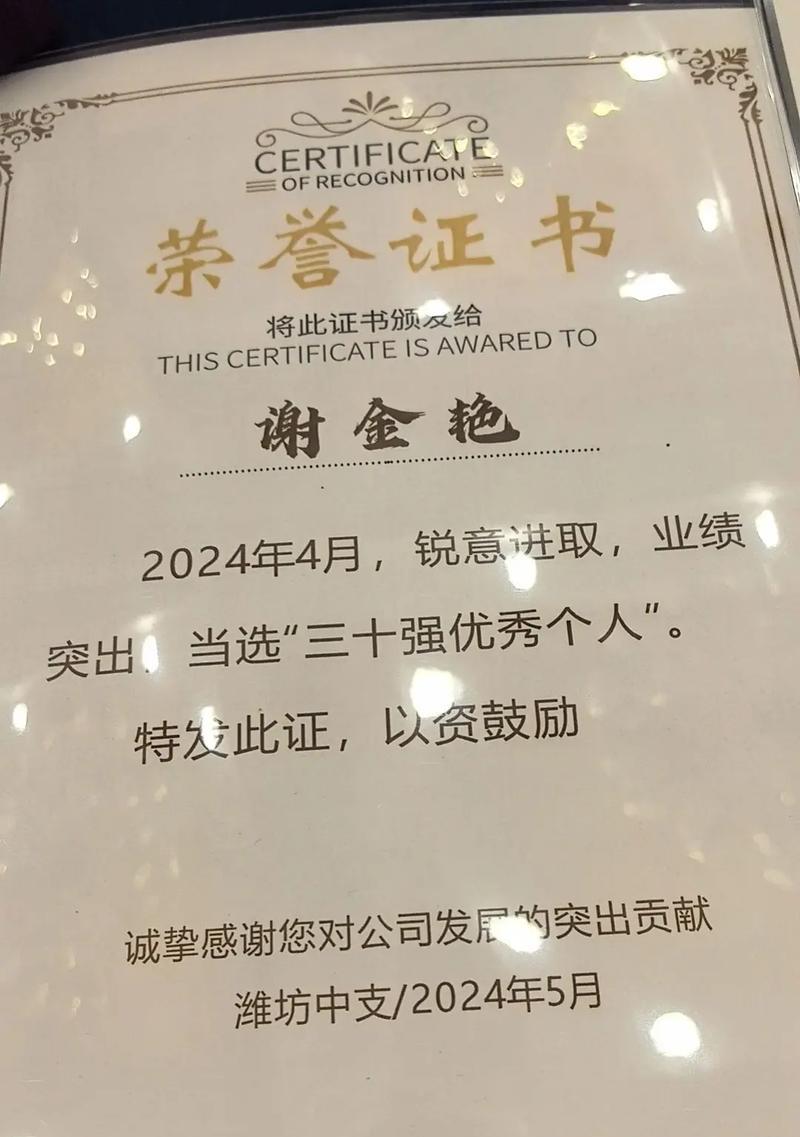 CERTIFICATE
OF RECOGNITION
荣誉证书
将此证书颁发给
THIS CERTIFICATE IS AWARED TO
谢金艳
2024年4月，锐意进取，业绩
突出，当选“三十强优秀个人”。
特发此证，以资鼓励
诚挚感谢您对公司发展的突出贡献
潍坊中支/2024年5月